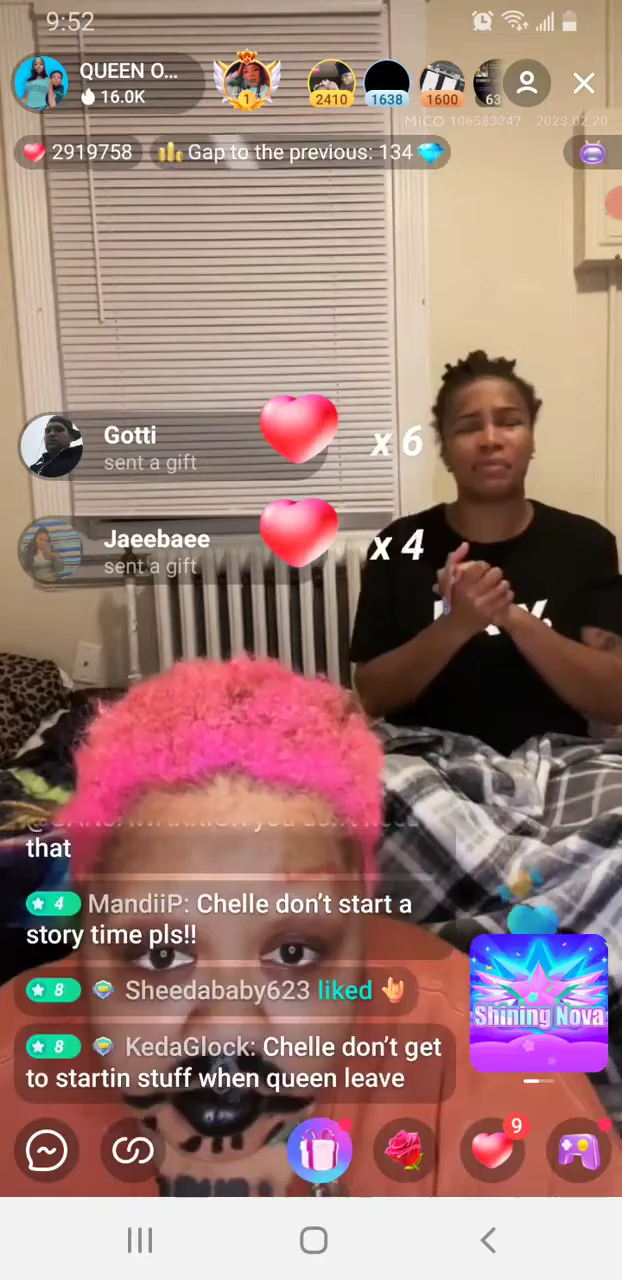 9:52
QUEEN O...
16.0K
1
2410
1638
1600
63
MICO 106583247 2023.02.20
2919758
Gap to the previous: 134
Gotti
sent a gift
x 6
Jaeebaee
sent a gift
x 4
that
4 MandiiP: Chelle don't start a
story time pls!!
8 Sheedababy623 liked
Shining Nova
8 KedaGlock: Chelle don't get
to startin stuff when queen leave
9